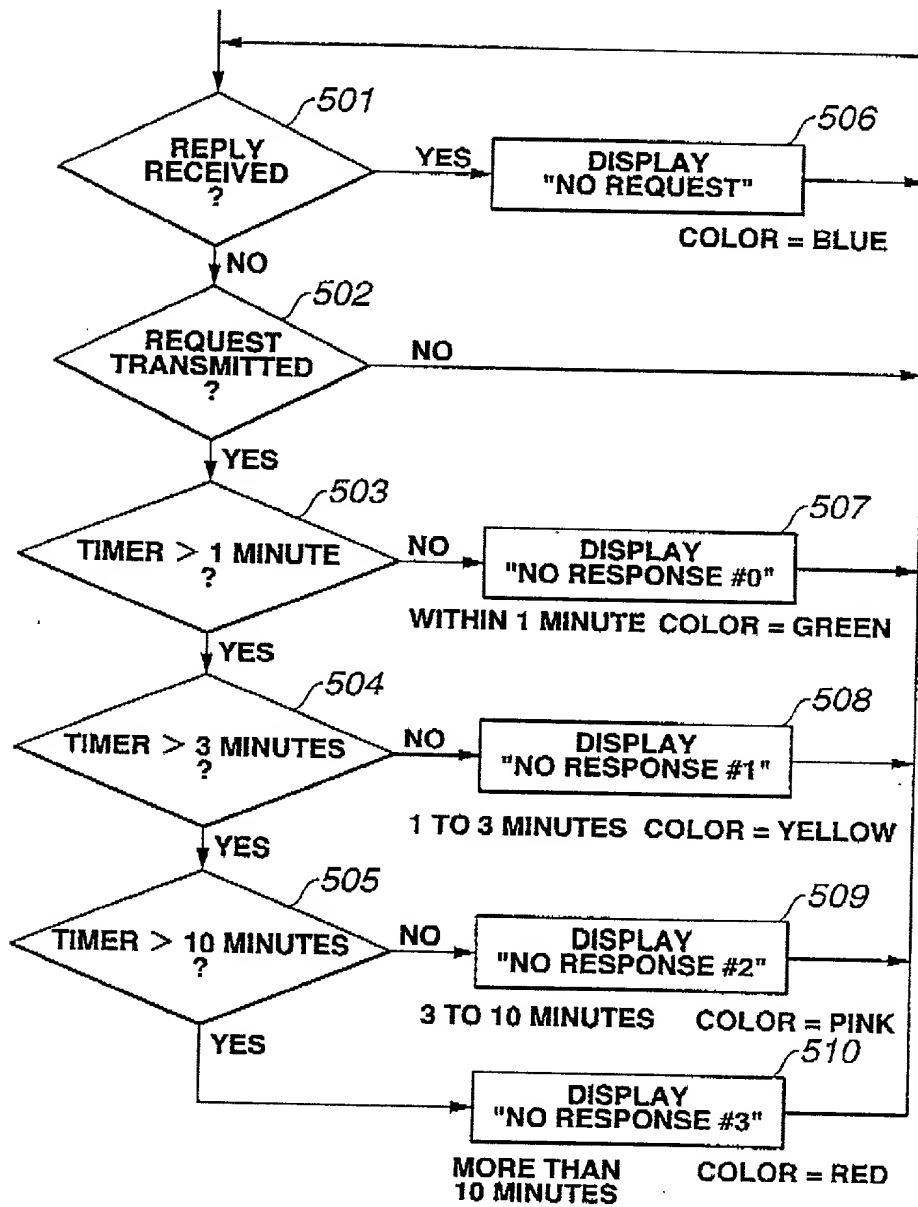 501
REPLY
RECEIVED
?
YES
506
DISPLAY
"NO REQUEST"
COLOR = BLUE
NO
502
REQUEST
TRANSMITTED
?
NO
YES
503
TIMER > 1 MINUTE
?
NO
507
DISPLAY
"NO RESPONSE #0"
WITHIN 1 MINUTE COLOR = GREEN
YES
504
TIMER > 3 MINUTES
?
NO
508
DISPLAY
"NO RESPONSE #1"
1 TO 3 MINUTES COLOR = YELLOW
YES
505
TIMER > 10 MINUTES
?
NO
509
DISPLAY
"NO RESPONSE #2"
3 TO 10 MINUTES COLOR = PINK
YES
510
DISPLAY
"NO RESPONSE #3"
MORE THAN
10 MINUTES
COLOR = RED